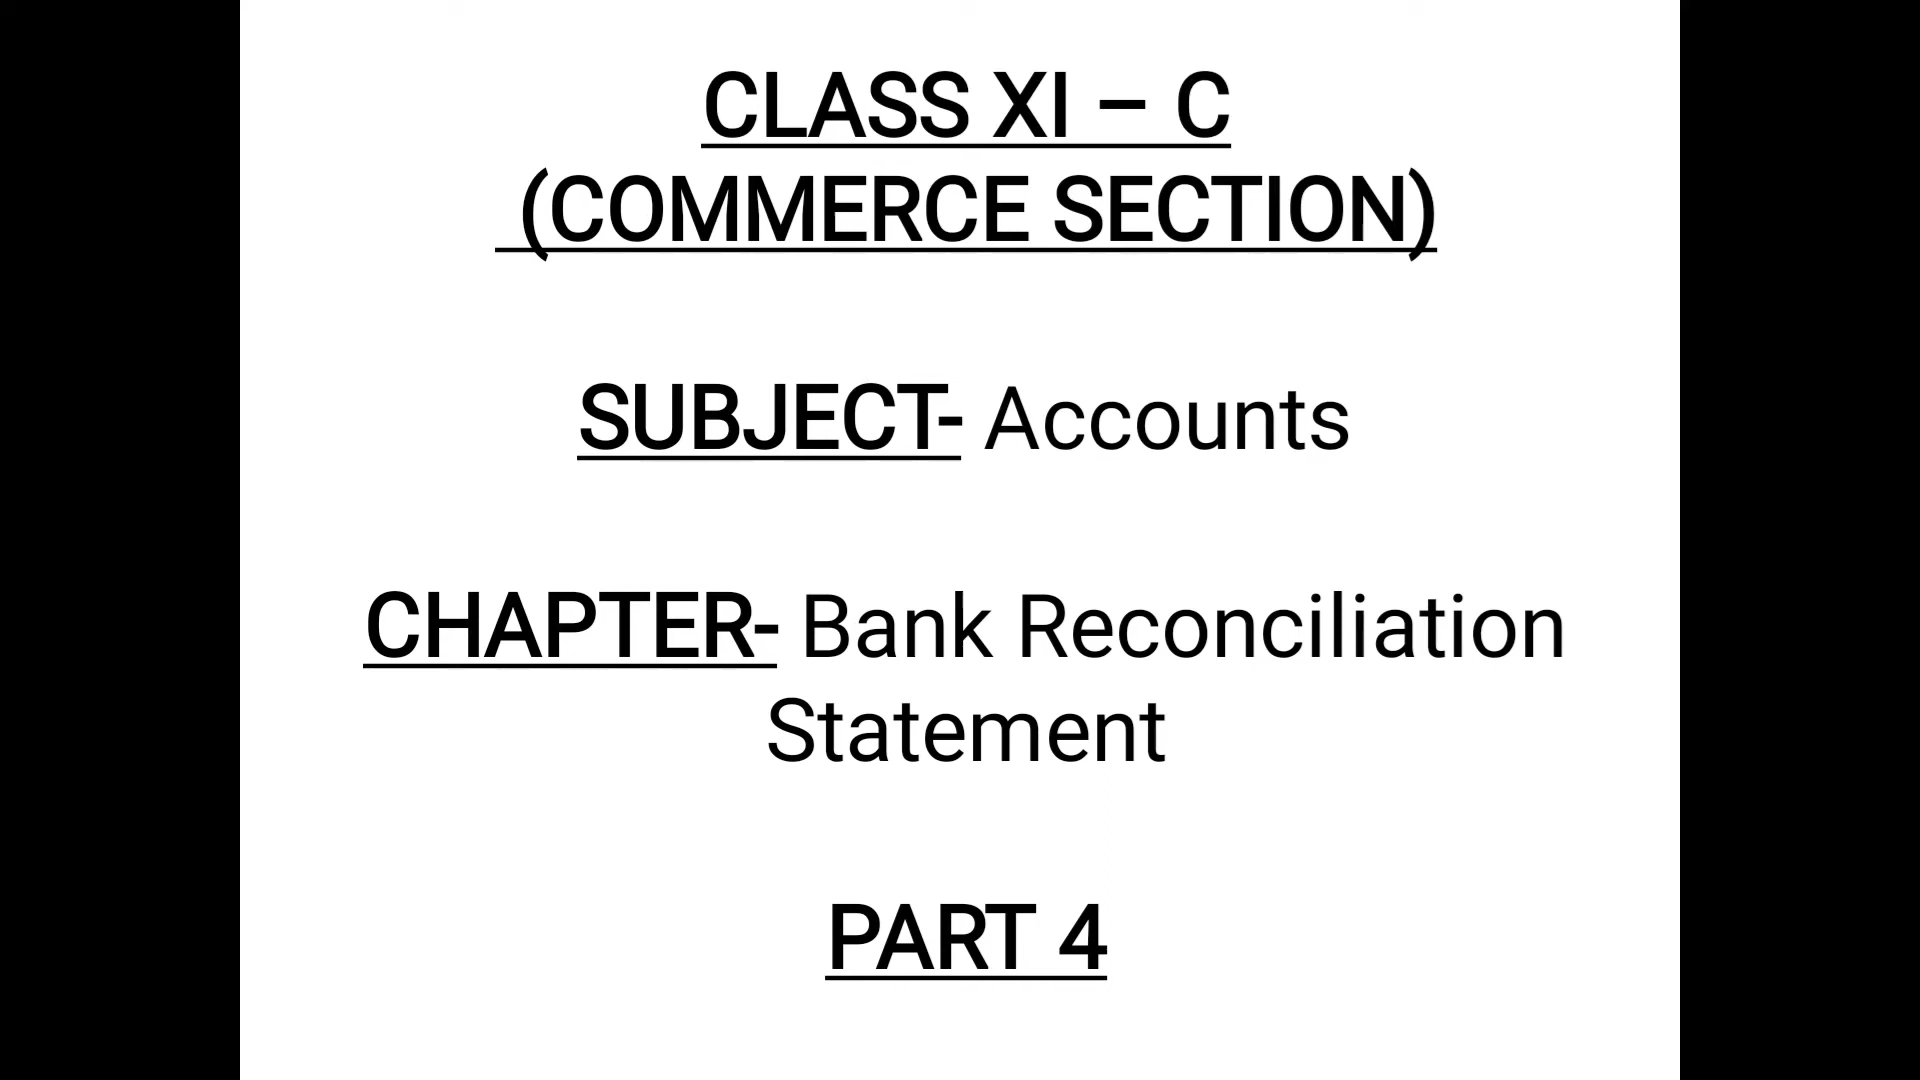 CLASS XI – C
(COMMERCE SECTION)
SUBJECT- Accounts
CHAPTER- Bank Reconciliation
Statement
PART 4